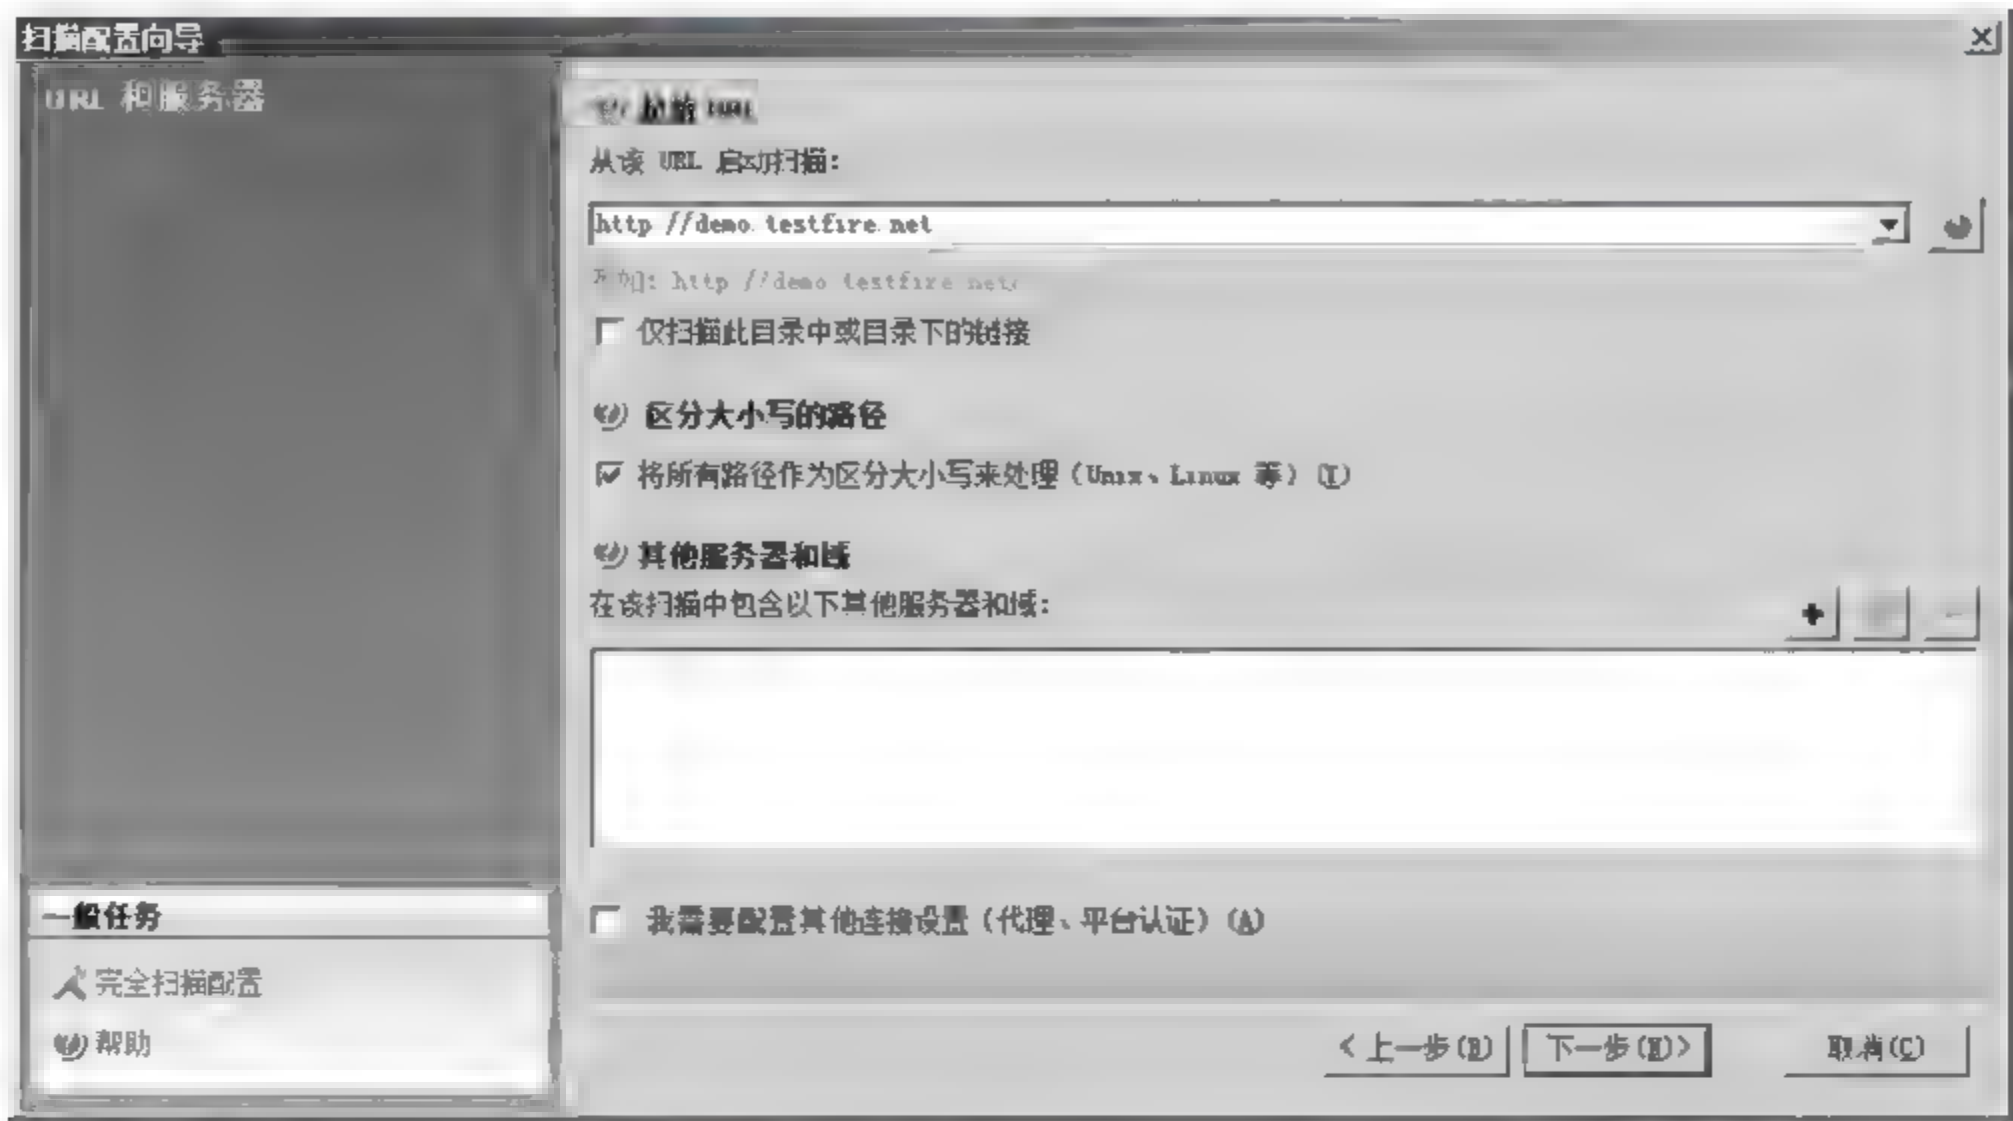 扫描配置向导
URL 和服务器
URL
从该 URL 启动扫描:
http://demo.testfire.net
http://demo.testfire.net/
仅扫描此目录中或目录下的链接
区分大小写的路径
将所有路径作为区分大小写来处理(Unix、Linux 等)(T)
其他服务器和域
在该扫描中包含以下其他服务器和域:
我需要配置其他连接设置(代理、平台认证)(A)
一般任务
完全扫描配置
帮助
<上一步(B)
下一步(N)>
取消(C)